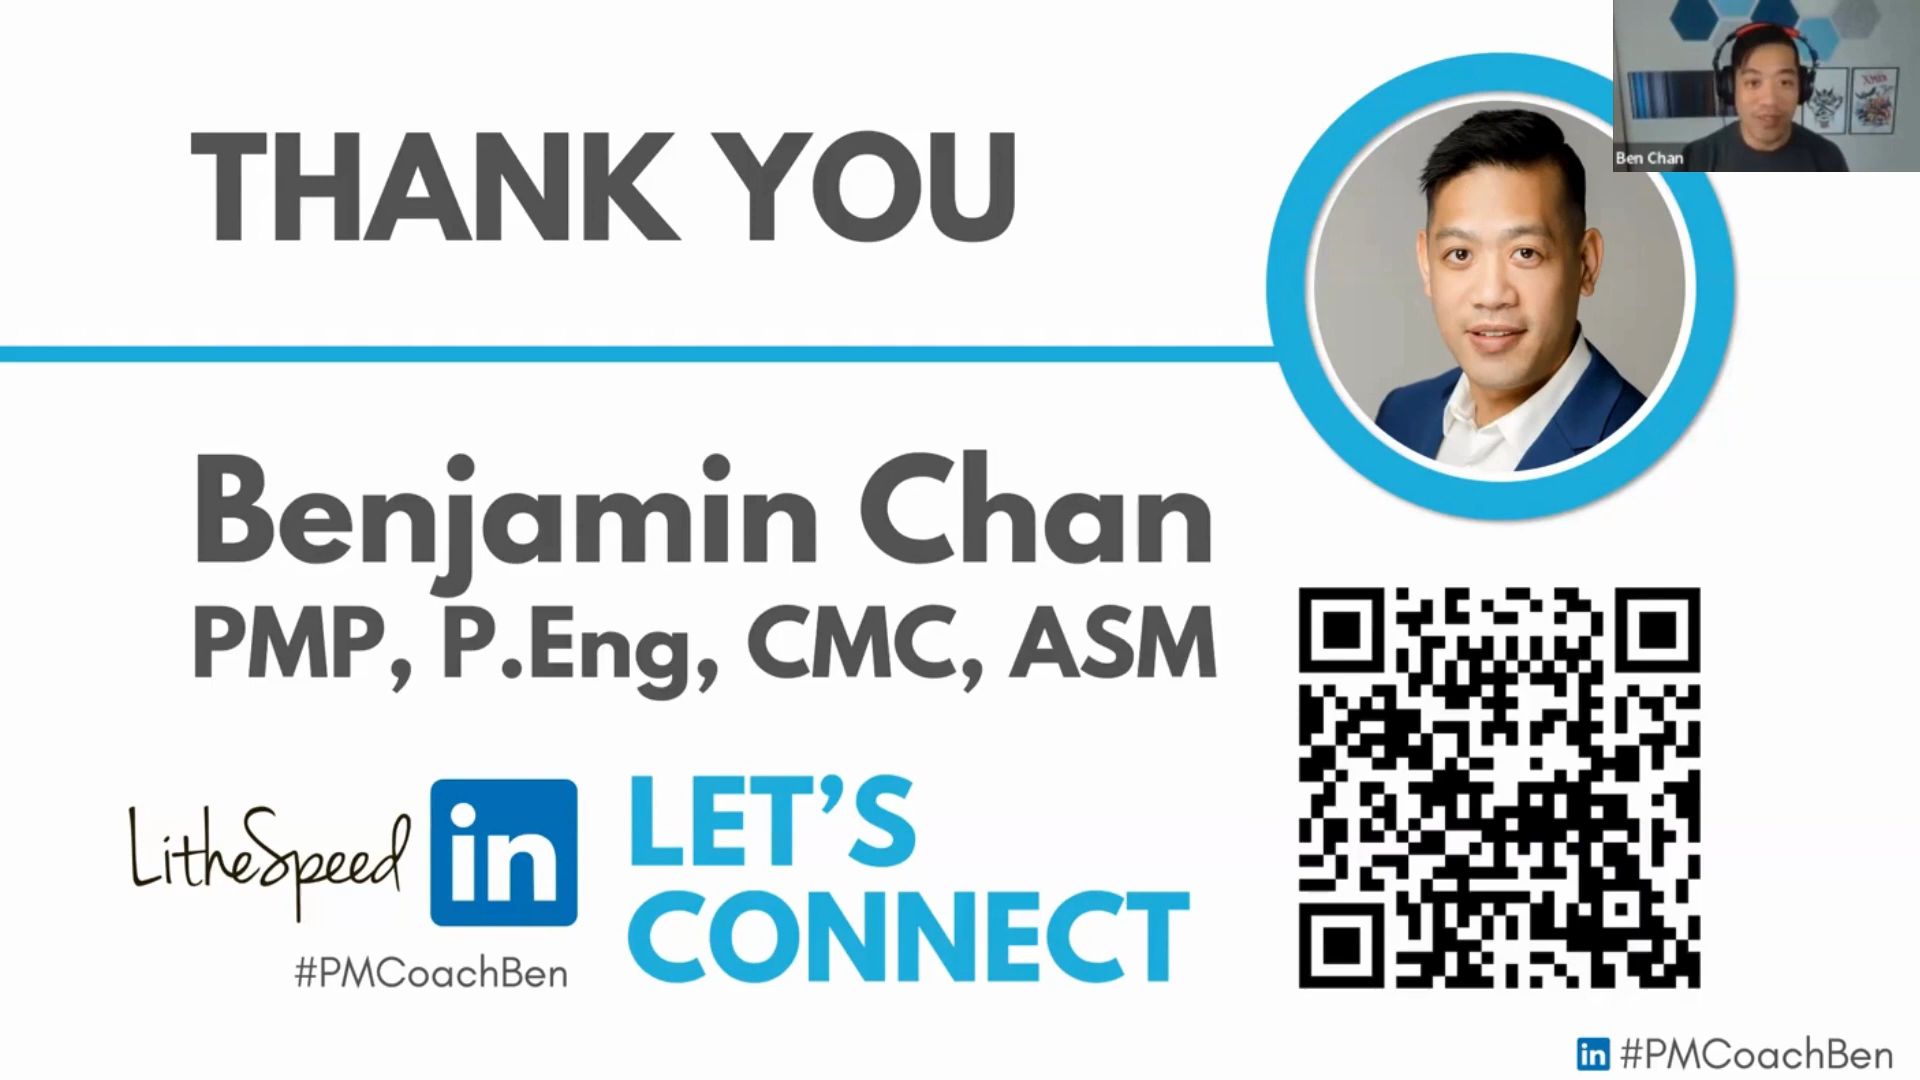 THANK YOU
Ben Chan
Benjamin Chan
PMP, P.Eng, CMC, ASM
LitheSpeed
in
LET'S
CONNECT
#PMCoachBen
in #PMCoachBen